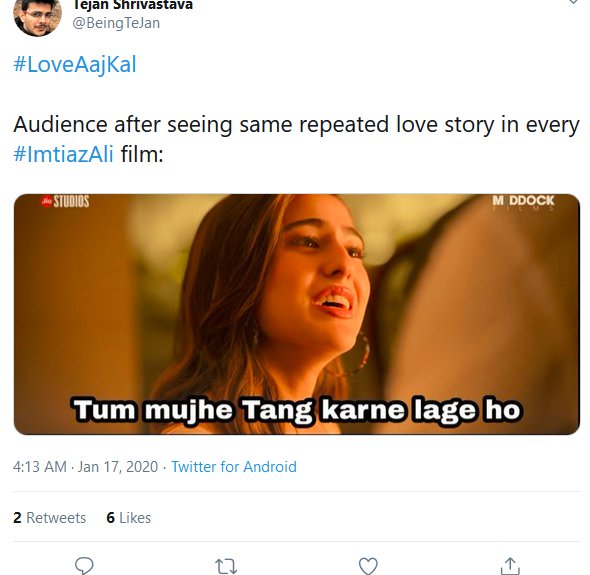 Tejan Shrivastava
@BeingTeJan
#LoveAajKal
Audience after seeing same repeated love story in every
#ImtiazAli film:
Jio STUDIOS
M DDOCK
FILMS
Tum mujhe Tang karne lage ho
4:13 AM · Jan 17, 2020 · Twitter for Android
2 Retweets 6 Likes